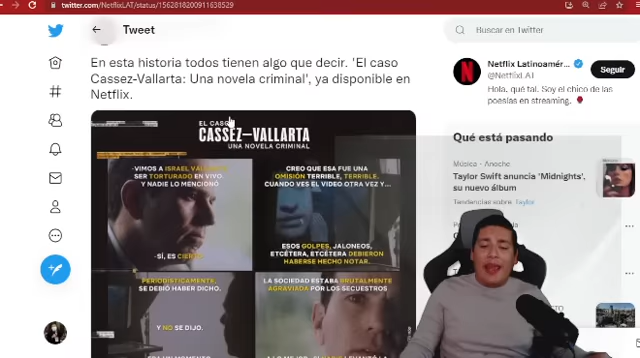 twitter.com/NetflixLAT/status/1562818200911638529
Tweet
En esta historia todos tienen algo que decir. 'El caso
Cassez-Vallarta: Una novela criminal', ya disponible en
Netflix.
EL CASO
CASSEZ–VALLARTA
UNA NOVELA CRIMINAL
-VIMOS A ISRAEL VALLARTA
SER TORTURADO EN VIVO.
Y NADIE LO MENCIONÓ
-SÍ, ES CIERTO
CREO QUE ESA FUE UNA
OMISIÓN TERRIBLE, TERRIBLE.
CUANDO VES EL VIDEO OTRA VEZ Y...
ESOS GOLPES, JALONEOS,
ETCÉTERA, ETCÉTERA DEBIERON
HABERSE HECHO NOTAR.
PERIODÍSTICAMENTE,
SE DEBIÓ HABER DICHO.
Y NO SE DIJO.
LA SOCIEDAD ESTABA BRUTALMENTE
AGRAVIADA POR LOS SECUESTROS
Buscar en Twitter
Netflix Latinoamér...
@NetflixLAT
Seguir
Hola, qué tal. Soy el chico de las
poesías en streaming.
Qué está pasando
Música · Anoche
Taylor Swift anuncia 'Midnights',
su nuevo álbum
Tendencias sobre Taylor